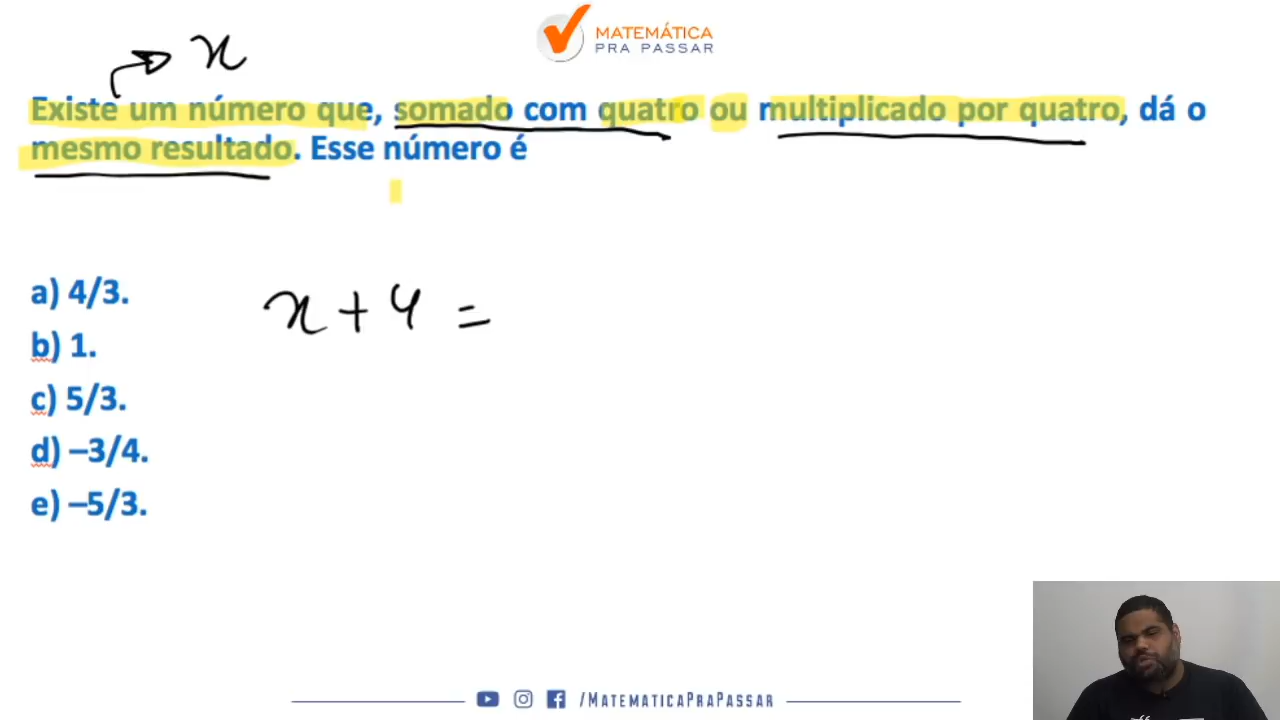 MATEMÁTICA
PRA PASSAR
x
Existe um número que, somado com quatro ou multiplicado por quatro, dá o
mesmo resultado. Esse número é
a) 4/3.
x + 4 =
b) 1.
c) 5/3.
d) –3/4.
e) –5/3.
/MATEMATICAPRAPASSAR